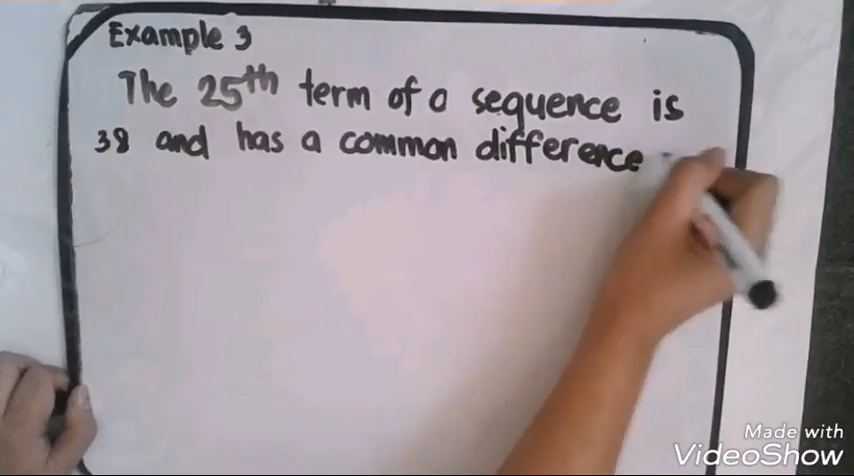 Example 3
The 25th term of a sequence is
38 and has a common difference
Made with
VideoShow